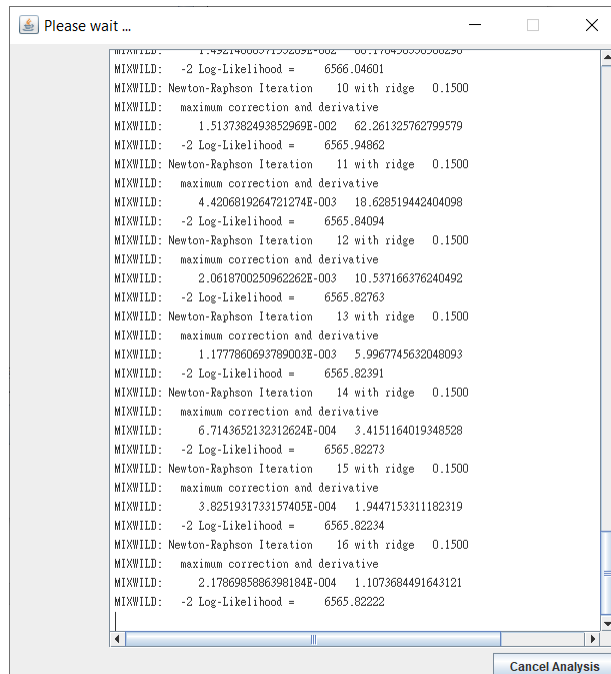 Please wait ...
MIXWILD:
MIXWILD:   -2 Log-Likelihood =     6566.04601
MIXWILD: Newton-Raphson Iteration    10 with ridge   0.1500
MIXWILD:   maximum correction and derivative
MIXWILD:      1.5137382493852969E-002   62.261325762799579
MIXWILD:   -2 Log-Likelihood =     6565.94862
MIXWILD: Newton-Raphson Iteration    11 with ridge   0.1500
MIXWILD:   maximum correction and derivative
MIXWILD:      4.4206819264721274E-003   18.628519442404098
MIXWILD:   -2 Log-Likelihood =     6565.84094
MIXWILD: Newton-Raphson Iteration    12 with ridge   0.1500
MIXWILD:   maximum correction and derivative
MIXWILD:      2.0618700250962262E-003   10.537166376240492
MIXWILD:   -2 Log-Likelihood =     6565.82763
MIXWILD: Newton-Raphson Iteration    13 with ridge   0.1500
MIXWILD:   maximum correction and derivative
MIXWILD:      1.1777860693789003E-003   5.9967745632048093
MIXWILD:   -2 Log-Likelihood =     6565.82391
MIXWILD: Newton-Raphson Iteration    14 with ridge   0.1500
MIXWILD:   maximum correction and derivative
MIXWILD:      6.7143652132312624E-004   3.4151164019348528
MIXWILD:   -2 Log-Likelihood =     6565.82273
MIXWILD: Newton-Raphson Iteration    15 with ridge   0.1500
MIXWILD:   maximum correction and derivative
MIXWILD:      3.8251931733157405E-004   1.9447153311182319
MIXWILD:   -2 Log-Likelihood =     6565.82234
MIXWILD: Newton-Raphson Iteration    16 with ridge   0.1500
MIXWILD:   maximum correction and derivative
MIXWILD:      2.1786985886398184E-004   1.1073684491643121
MIXWILD:   -2 Log-Likelihood =     6565.82222
Cancel Analysis